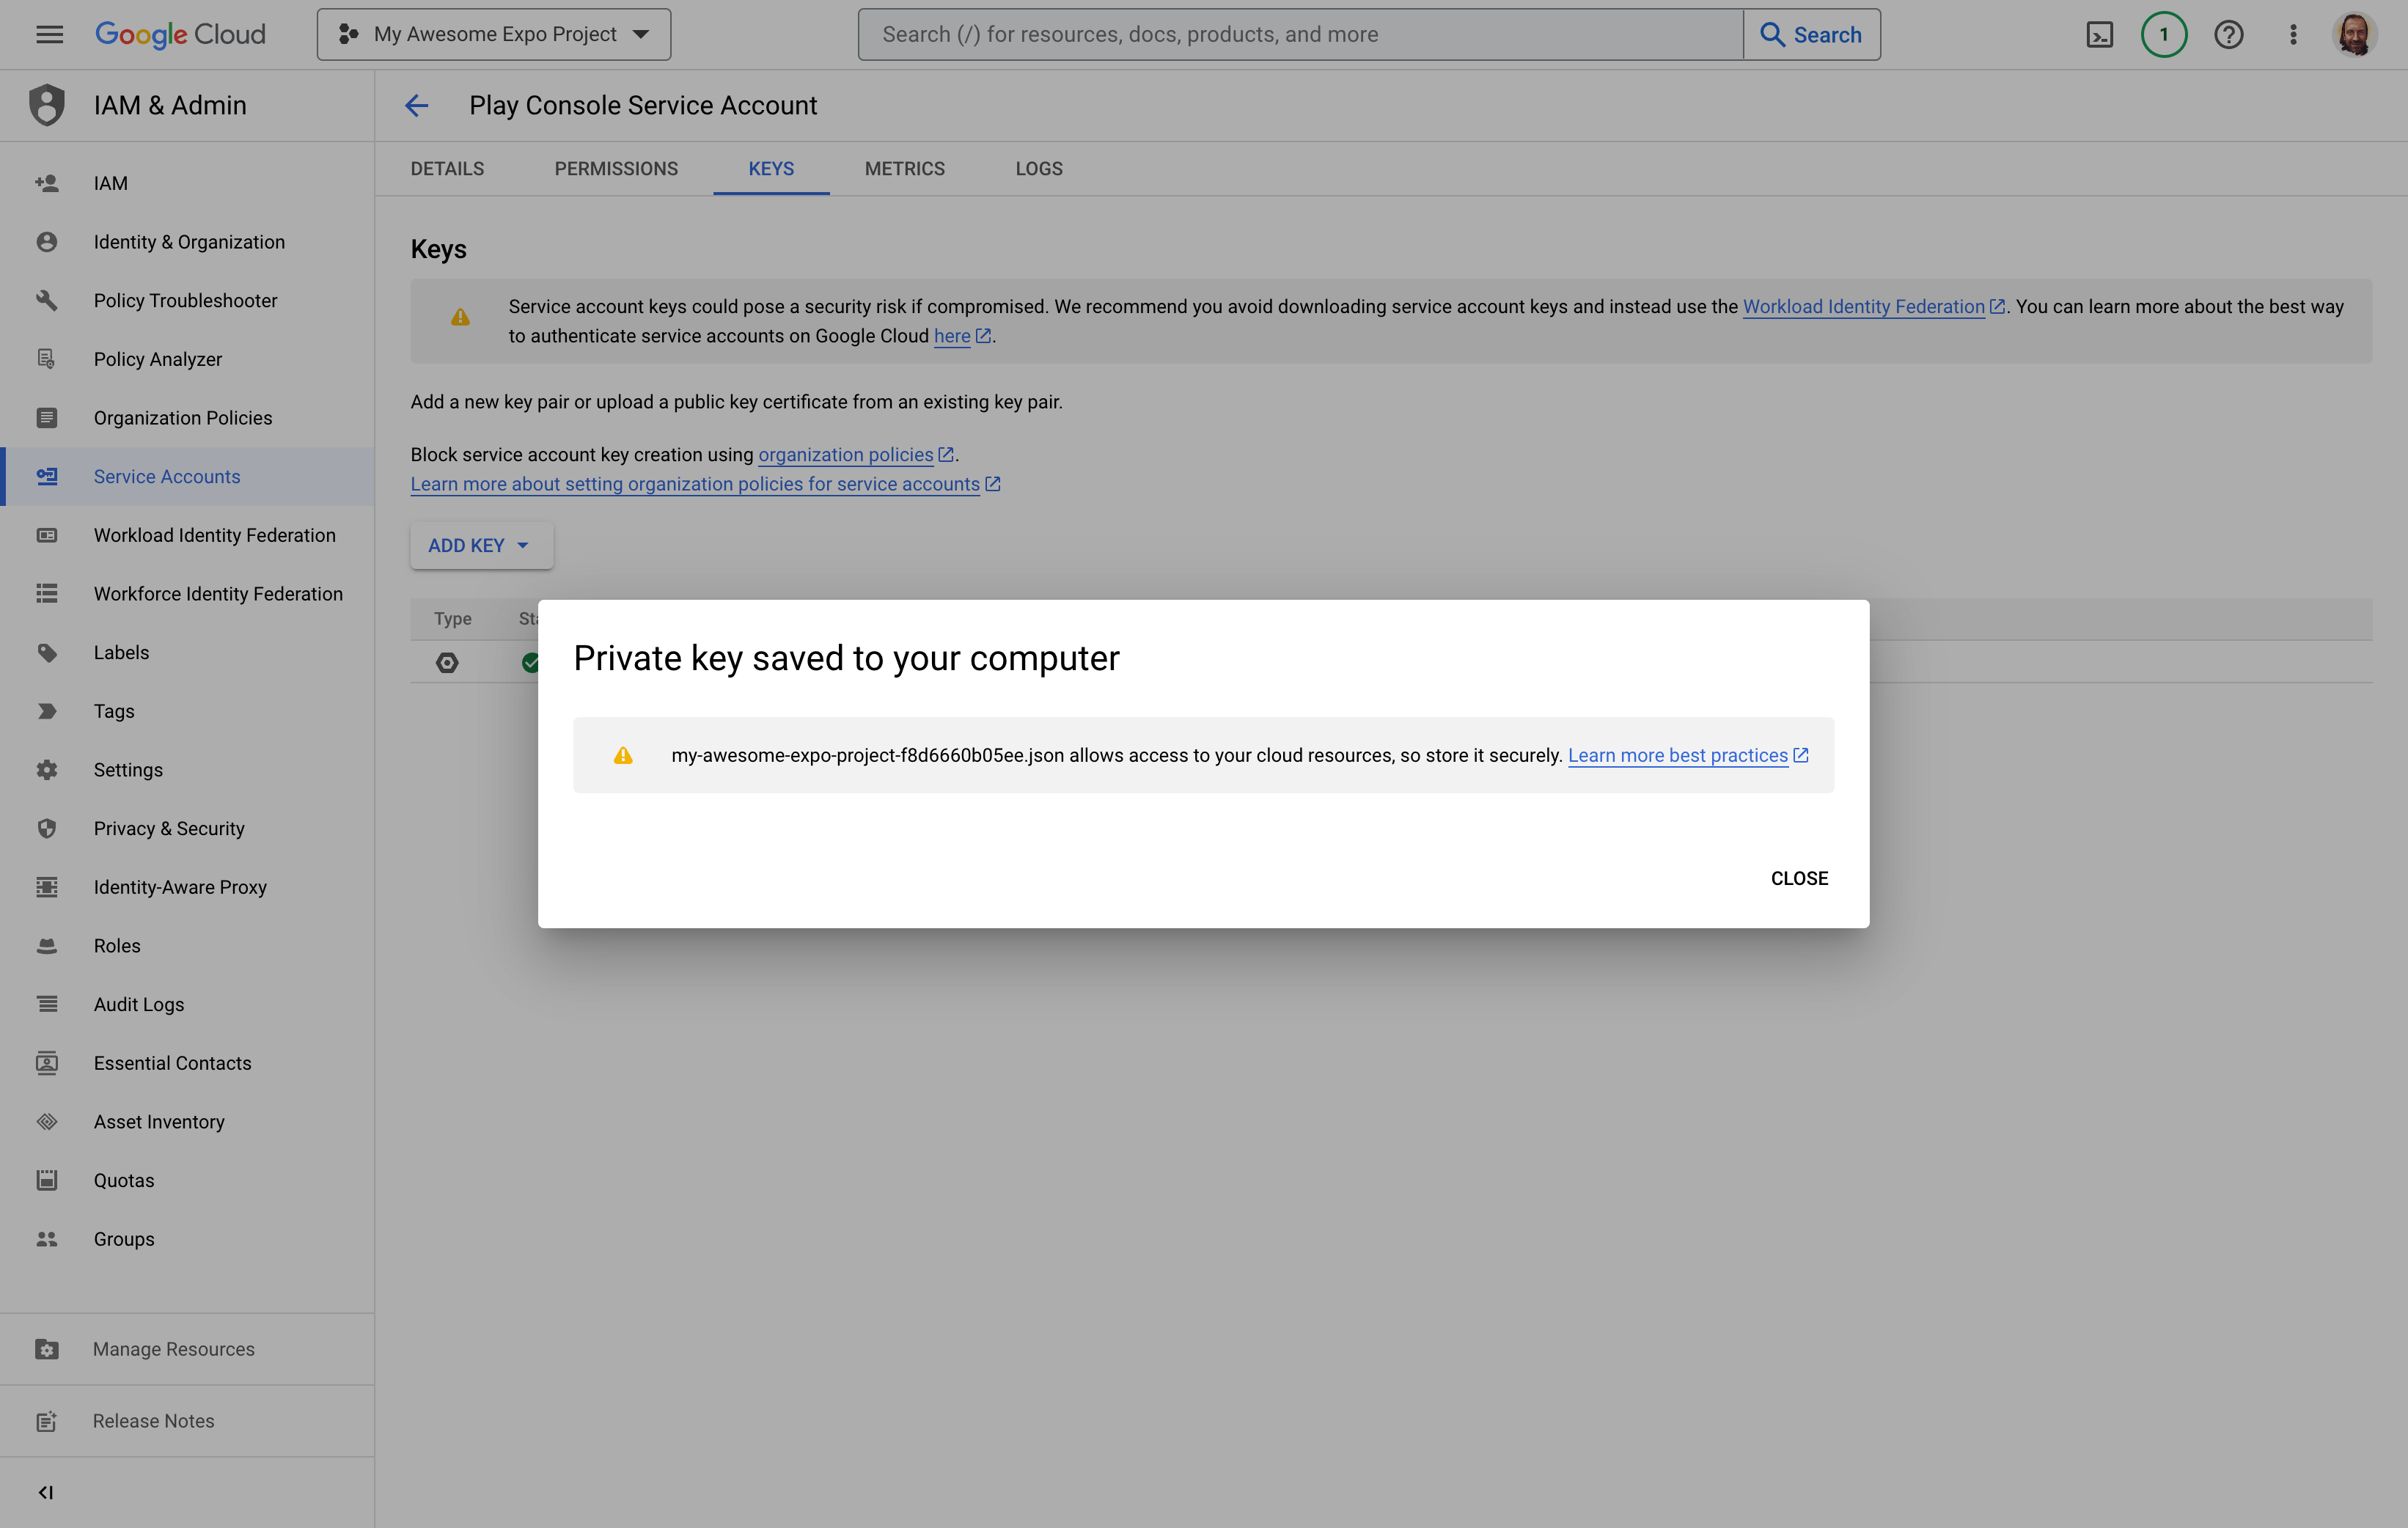 Google Cloud
My Awesome Expo Project
Search (/) for resources, docs, products, and more
Search
1
IAM & Admin
Play Console Service Account
DETAILS
PERMISSIONS
KEYS
METRICS
LOGS
IAM
Identity & Organization
Policy Troubleshooter
Policy Analyzer
Organization Policies
Service Accounts
Workload Identity Federation
Workforce Identity Federation
Labels
Tags
Settings
Privacy & Security
Identity-Aware Proxy
Roles
Audit Logs
Essential Contacts
Asset Inventory
Quotas
Groups
Manage Resources
Release Notes
Keys
Service account keys could pose a security risk if compromised. We recommend you avoid downloading service account keys and instead use the Workload Identity Federation. You can learn more about the best way
to authenticate service accounts on Google Cloud here.
Add a new key pair or upload a public key certificate from an existing key pair.
Block service account key creation using organization policies.
Learn more about setting organization policies for service accounts
ADD KEY
Type
Private key saved to your computer
my-awesome-expo-project-f8d6660b05ee.json allows access to your cloud resources, so store it securely. Learn more best practices
CLOSE